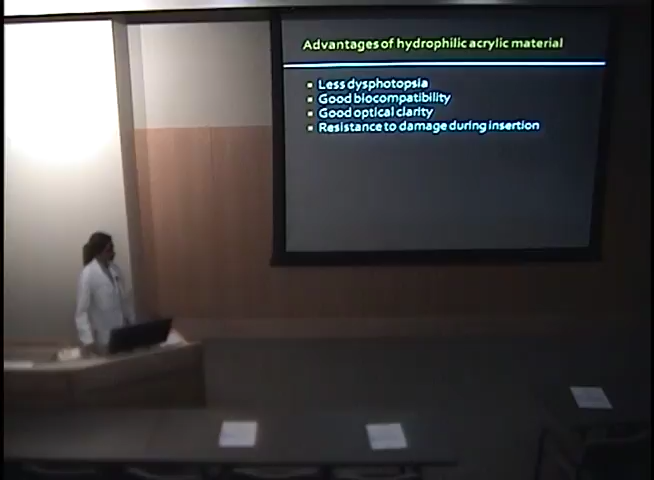 Advantages of hydrophilic acrylic material
Less dysphotopsia
Good biocompatibility
Good optical clarity
Resistance to damage during insertion